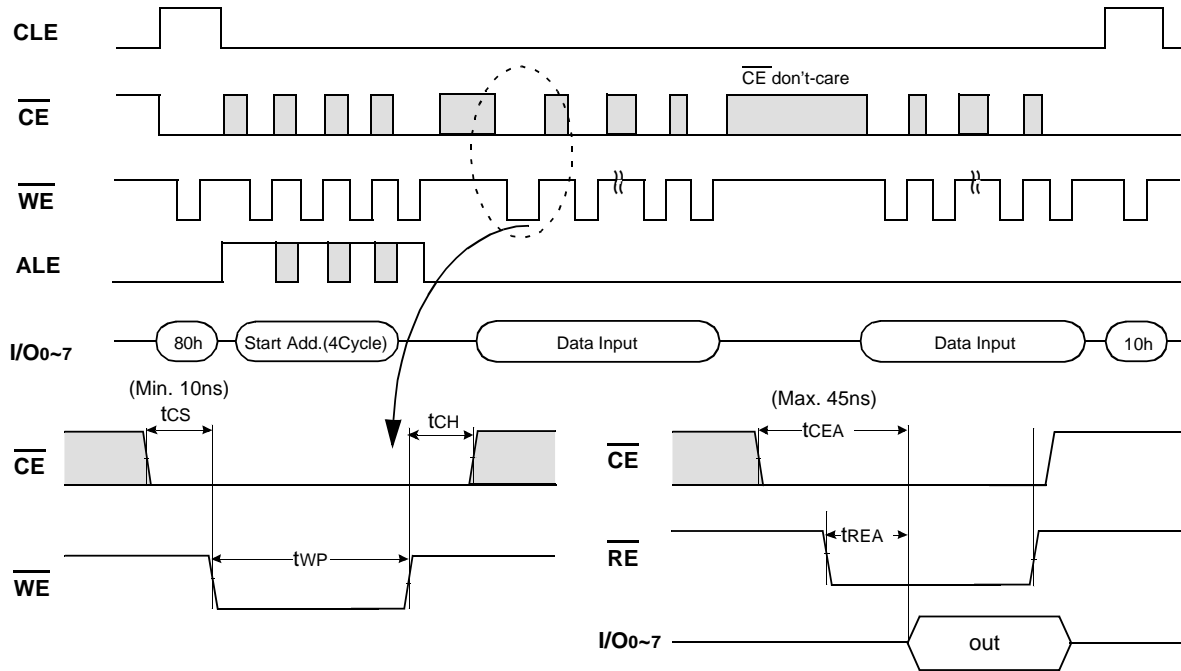 CLE
CE don't-care
CE
WE
ALE
I/O0~7 80h Start Add.(4Cycle) Data Input Data Input 10h
(Min. 10ns)
tCS tCH
CE
tWP
WE
(Max. 45ns)
tCEA
CE
tREA
RE
I/O0~7 out